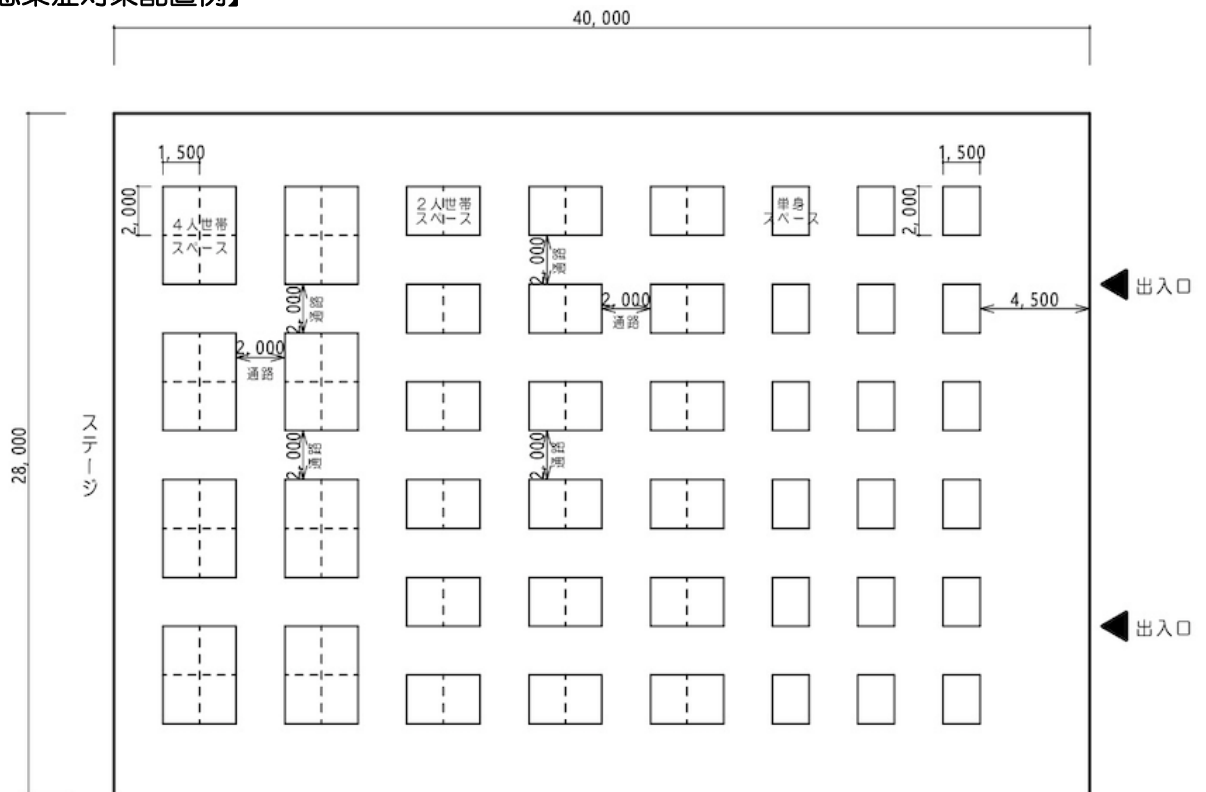 感染症対策配置例】
40,000
1,500
1,500
2,000
4人世帯
スペース
2人世帯
スペース
単身
スペース
2,000
2,000
通路
2,000
通路
2,000
通路
出入口
4,500
2,000
通路
2,000
通路
2,000
通路
28,000
ステージ
出入口